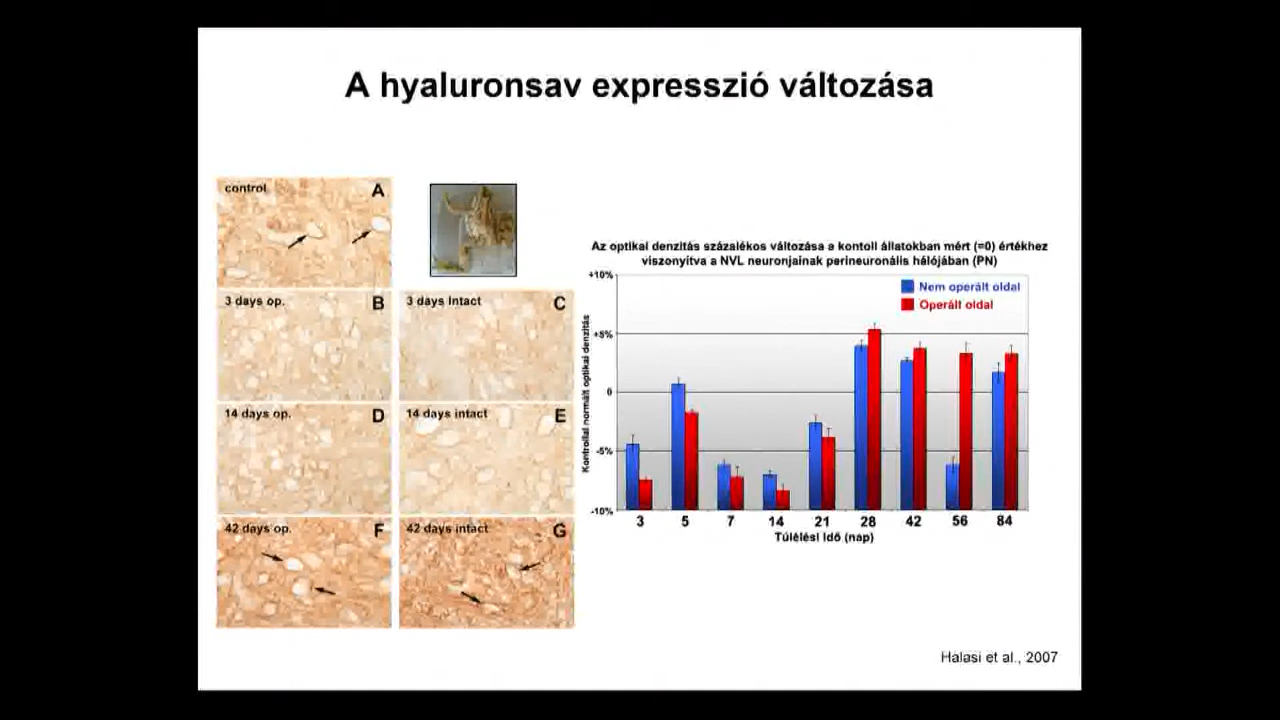 A hyaluronsav expresszió változása
control
A
3 days op.
B
3 days intact
C
14 days op.
D
14 days intact
E
42 days op.
F
42 days intact
G
Az optikai denzitás százalékos változása a kontoll állatokban mért (=0) értékhez
viszonyítva a NVL neuronjainak perineuronális hálójában (PN)
Kontrollal normált optikai denzitás
+10%
+5%
0
-5%
-10%
Nem operált oldal
Operált oldal
3 5 7 14 21 28 42 56 84
Túlélési idő (nap)
Halasi et al., 2007